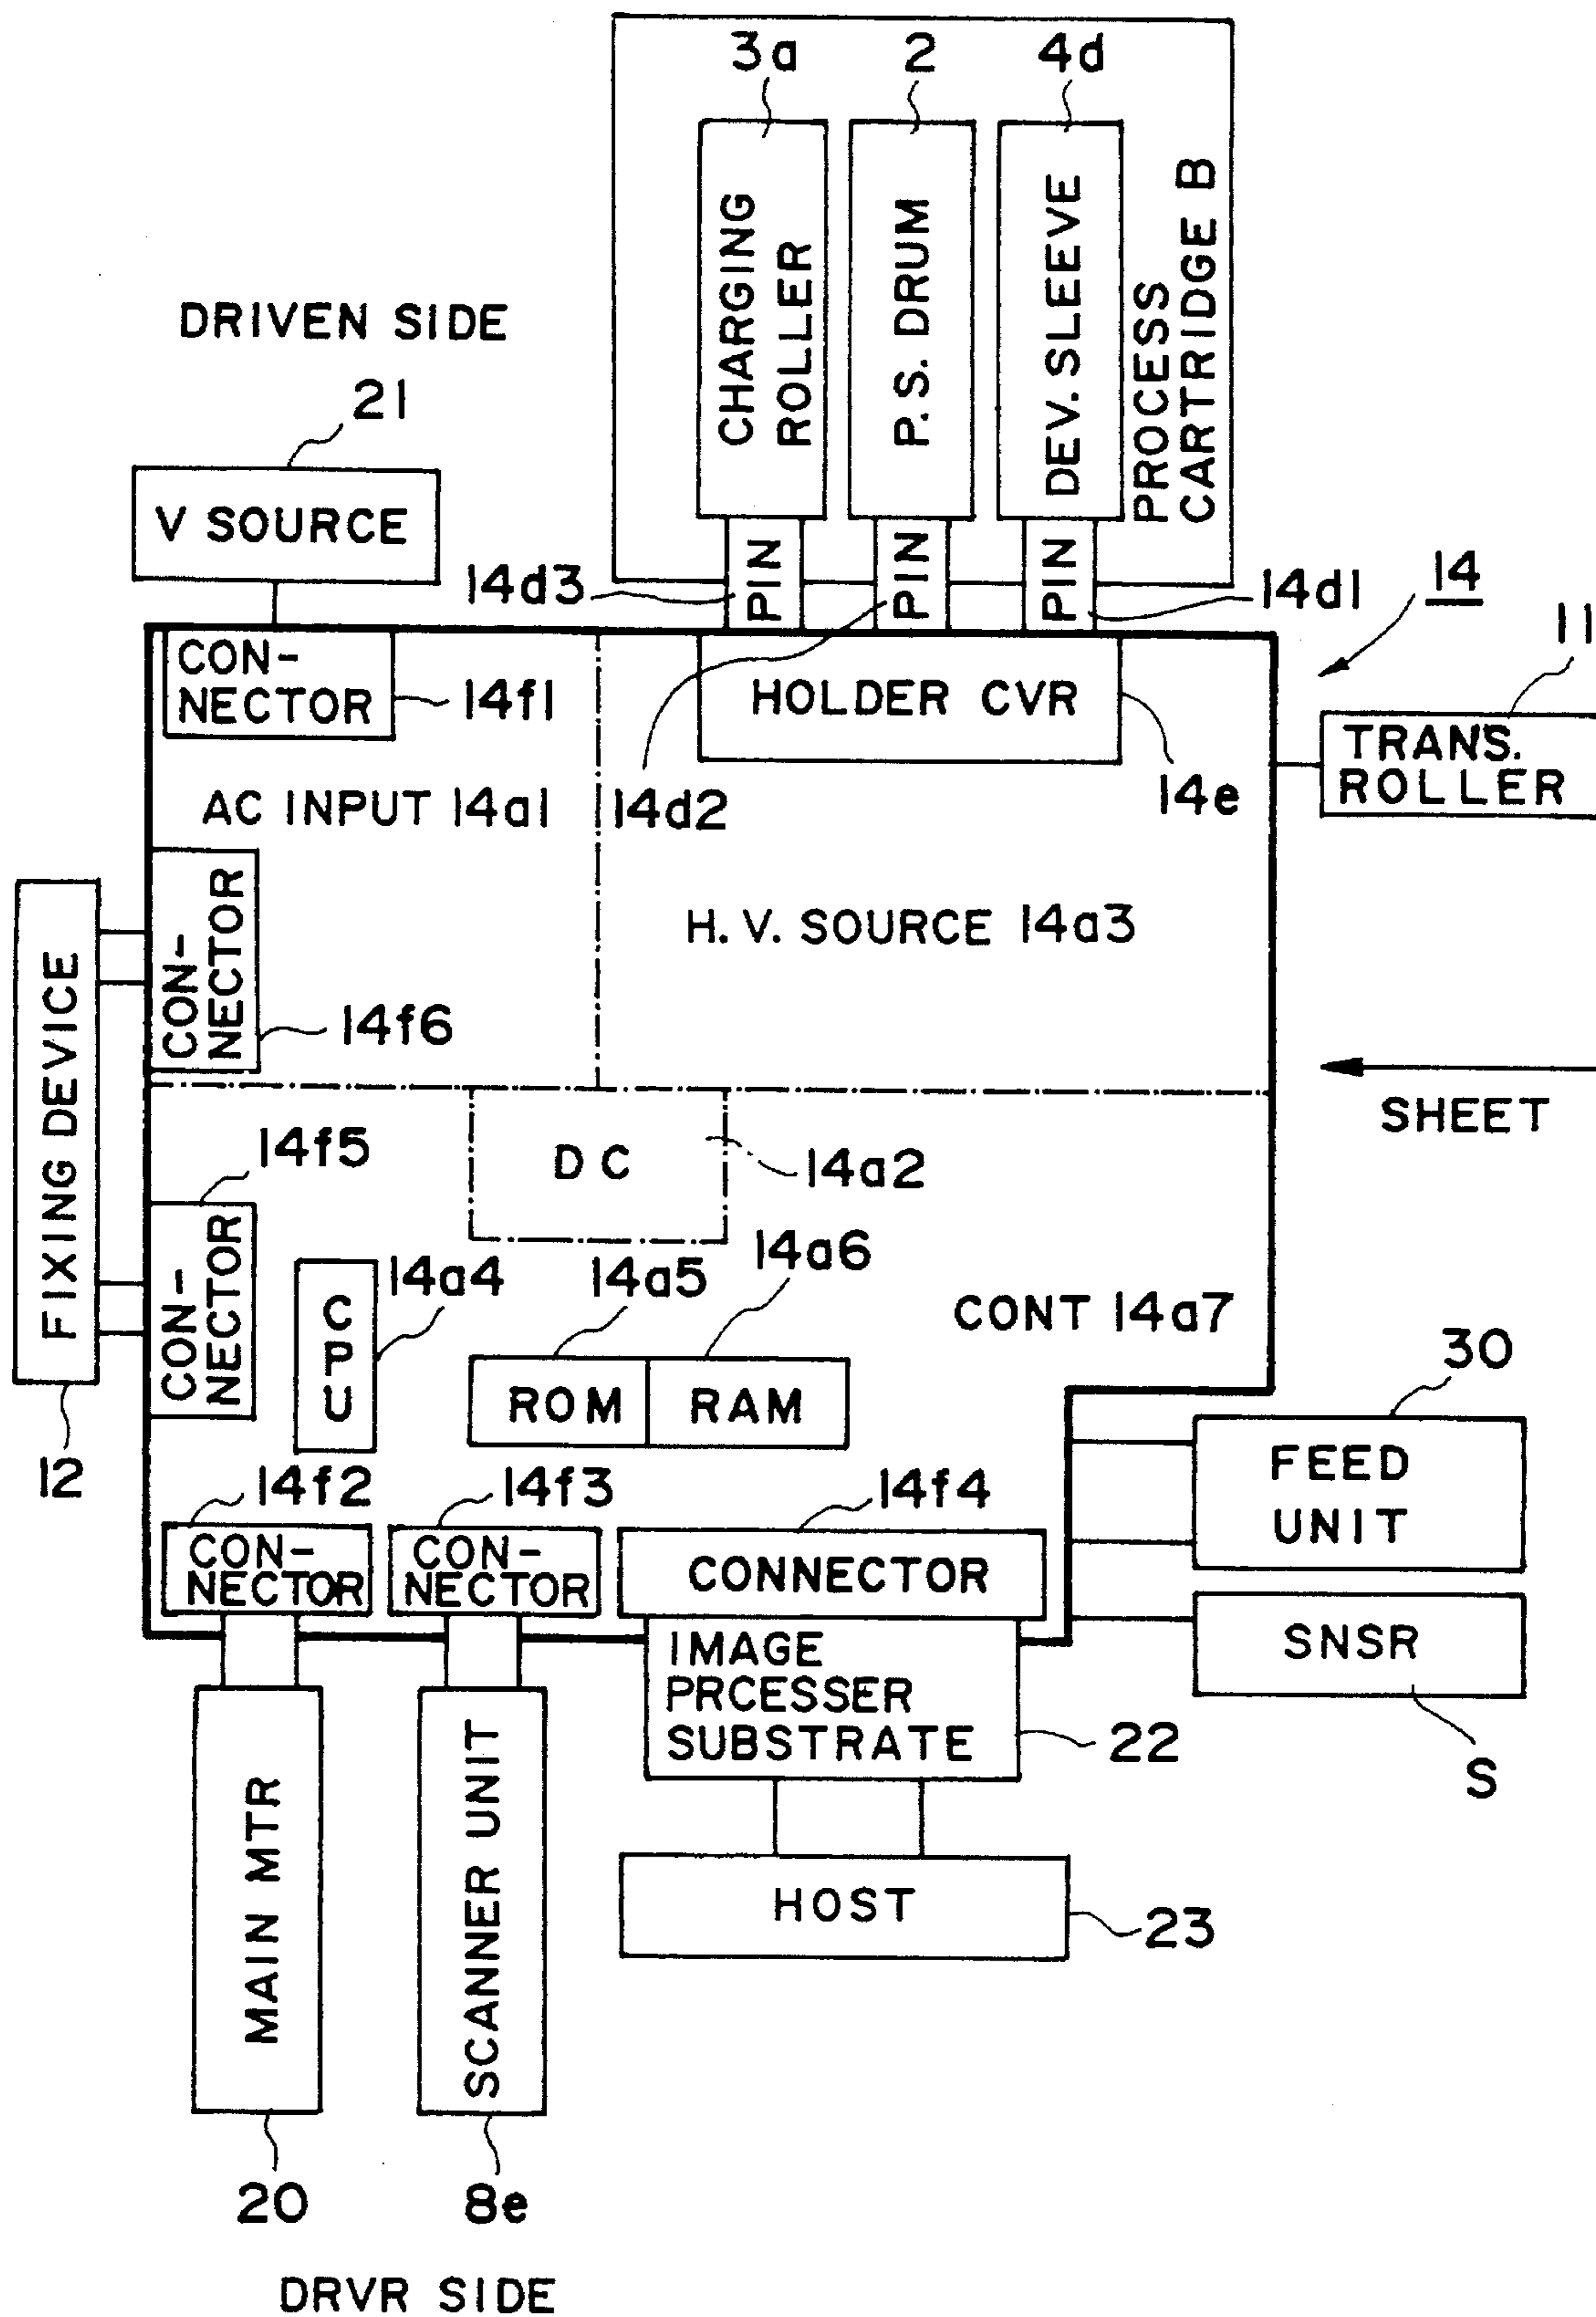 3a
2
4d
CHARGING
ROLLER
P. S. DRUM
DEV. SLEEVE
PROCESS
CARTRIDGE B
DRIVEN SIDE
21
V SOURCE
14d3
PIN
PIN
PIN
14d1
14
11
CON-
NECTOR
14f1
HOLDER CVR
TRANS.
ROLLER
AC INPUT 14a1
14d2
14e
H. V. SOURCE 14a3
FIXING DEVICE
CON-
NECTOR
14f6
SHEET
14f5
DC
14a2
CON-
NECTOR
CPU
14a4
14a5
14a6
CONT 14a7
ROM
RAM
30
12
14f2
14f3
14f4
FEED
UNIT
CON-
NECTOR
CON-
NECTOR
CONNECTOR
SNSR
IMAGE
PRCESSER
SUBSTRATE
22
S
MAIN MTR
SCANNER UNIT
HOST
23
20
8e
DRVR SIDE